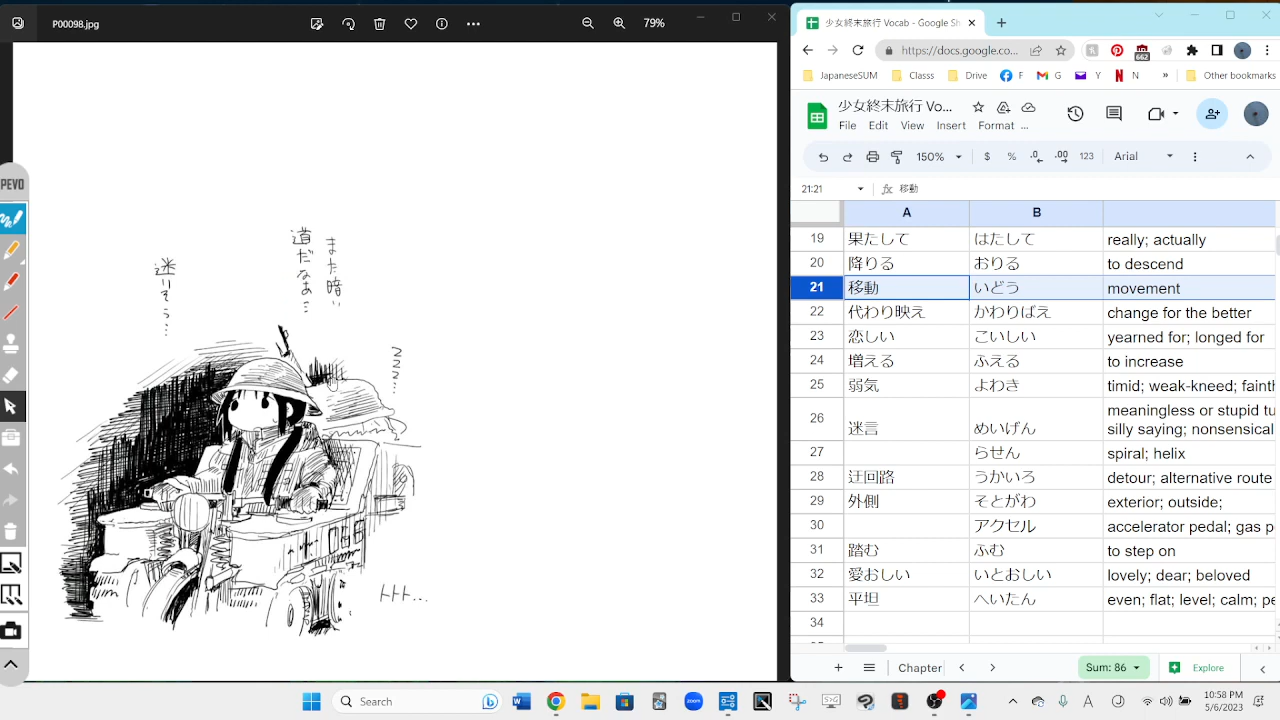 P00098.jpg
79%
また暗い
道だなあ…
迷いそう…
ZZZ…
トトト…
PEVO
少女終末旅行 Vocab - Google Sh
https://docs.google.co...
662
JapaneseSUM
Classs
Drive
F
G
Y
N
»
Other bookmarks
少女終末旅行 Vo...
File Edit View Insert Format ...
150%
$ % .0 .00 123 Arial
21:21
fx 移動
A B
19 果たして はたして really; actually
20 降りる おりる to descend
21 移動 いどう movement
22 代わり映え かわりばえ change for the better
23 恋しい こいしい yearned for; longed for
24 増える ふえる to increase
25 弱気 よわき timid; weak-kneed; fainth
meaningless or stupid tu
26 迷言 めいげん silly saying; nonsensical
27 らせん spiral; helix
28 迂回路 うかいろ detour; alternative route
29 外側 そとがわ exterior; outside;
30 アクセル accelerator pedal; gas p
31 踏む ふむ to step on
32 愛おしい いとおしい lovely; dear; beloved
33 平坦 へいたん even; flat; level; calm; pe
34
Chapter
Sum: 86
Explore
Search
zoom
A
10:58 PM
5/6/2023